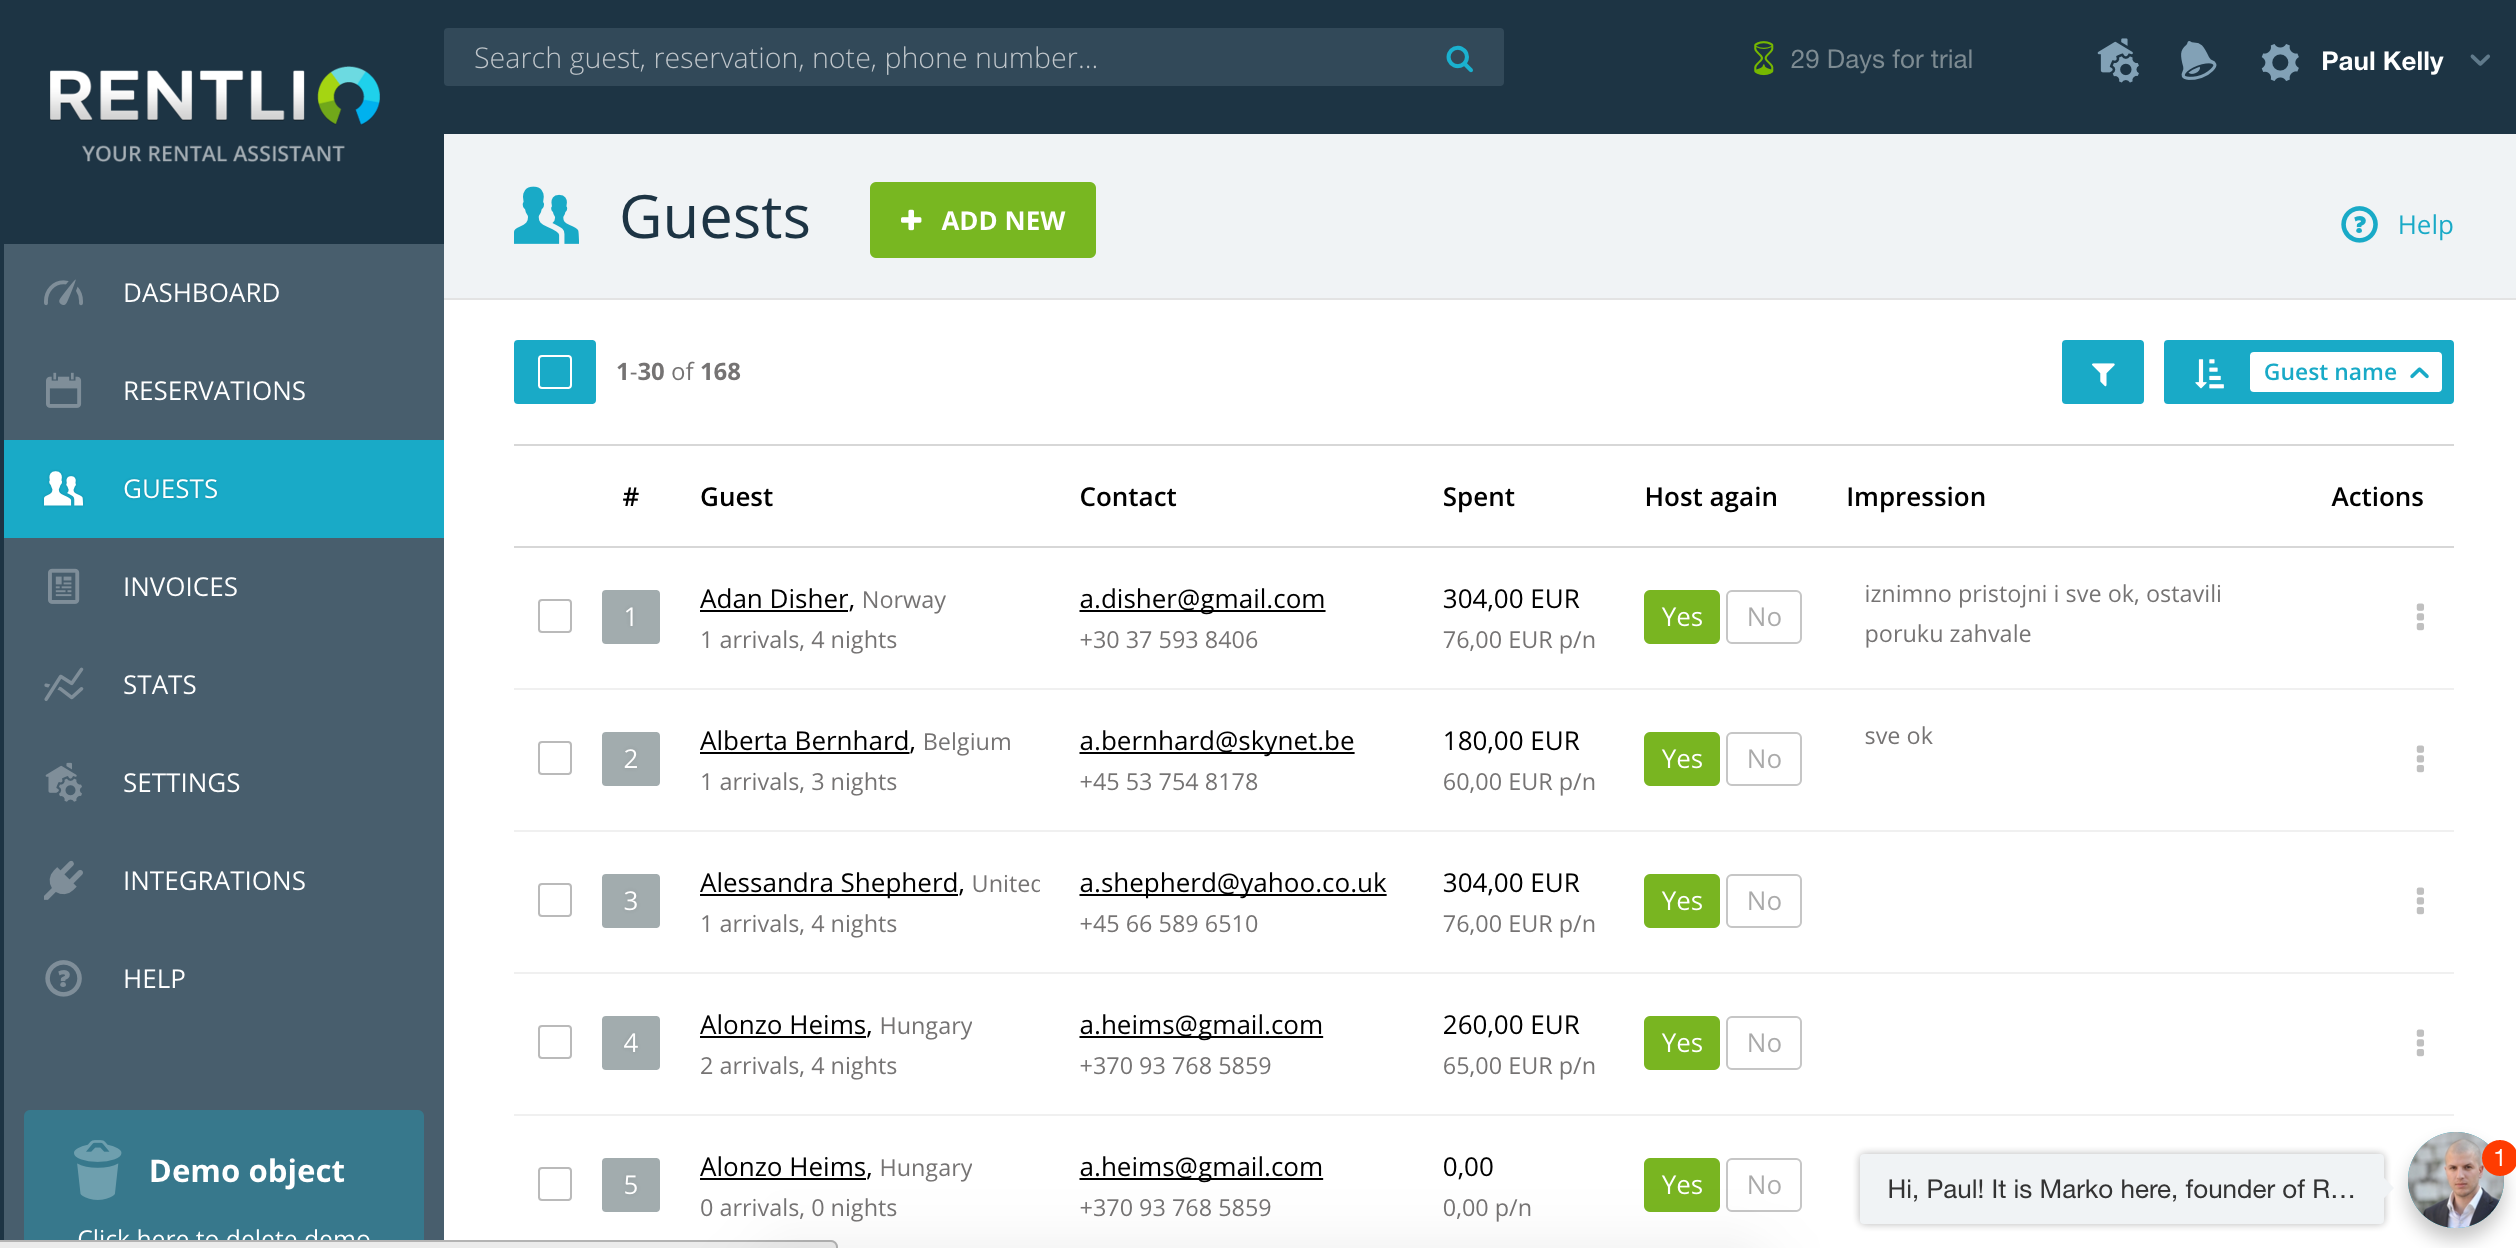 RENTLIO
YOUR RENTAL ASSISTANT
Search guest, reservation, note, phone number...
29 Days for trial
Paul Kelly
DASHBOARD
RESERVATIONS
GUESTS
INVOICES
STATS
SETTINGS
INTEGRATIONS
HELP
Demo object
Click here to delete demo
Guests
+ ADD NEW
? Help
1-30 of 168
Guest name
# Guest Contact Spent Host again Impression Actions
1 Adan Disher, Norway a.disher@gmail.com 304,00 EUR Yes No iznimno pristojni i sve ok, ostavili
1 arrivals, 4 nights +30 37 593 8406 76,00 EUR p/n poruku zahvale
2 Alberta Bernhard, Belgium a.bernhard@skynet.be 180,00 EUR Yes No sve ok
1 arrivals, 3 nights +45 53 754 8178 60,00 EUR p/n
3 Alessandra Shepherd, Unitec a.shepherd@yahoo.co.uk 304,00 EUR Yes No
1 arrivals, 4 nights +45 66 589 6510 76,00 EUR p/n
4 Alonzo Heims, Hungary a.heims@gmail.com 260,00 EUR Yes No
2 arrivals, 4 nights +370 93 768 5859 65,00 EUR p/n
5 Alonzo Heims, Hungary a.heims@gmail.com 0,00 Yes No
0 arrivals, 0 nights +370 93 768 5859 0,00 p/n
Hi, Paul! It is Marko here, founder of R...
1